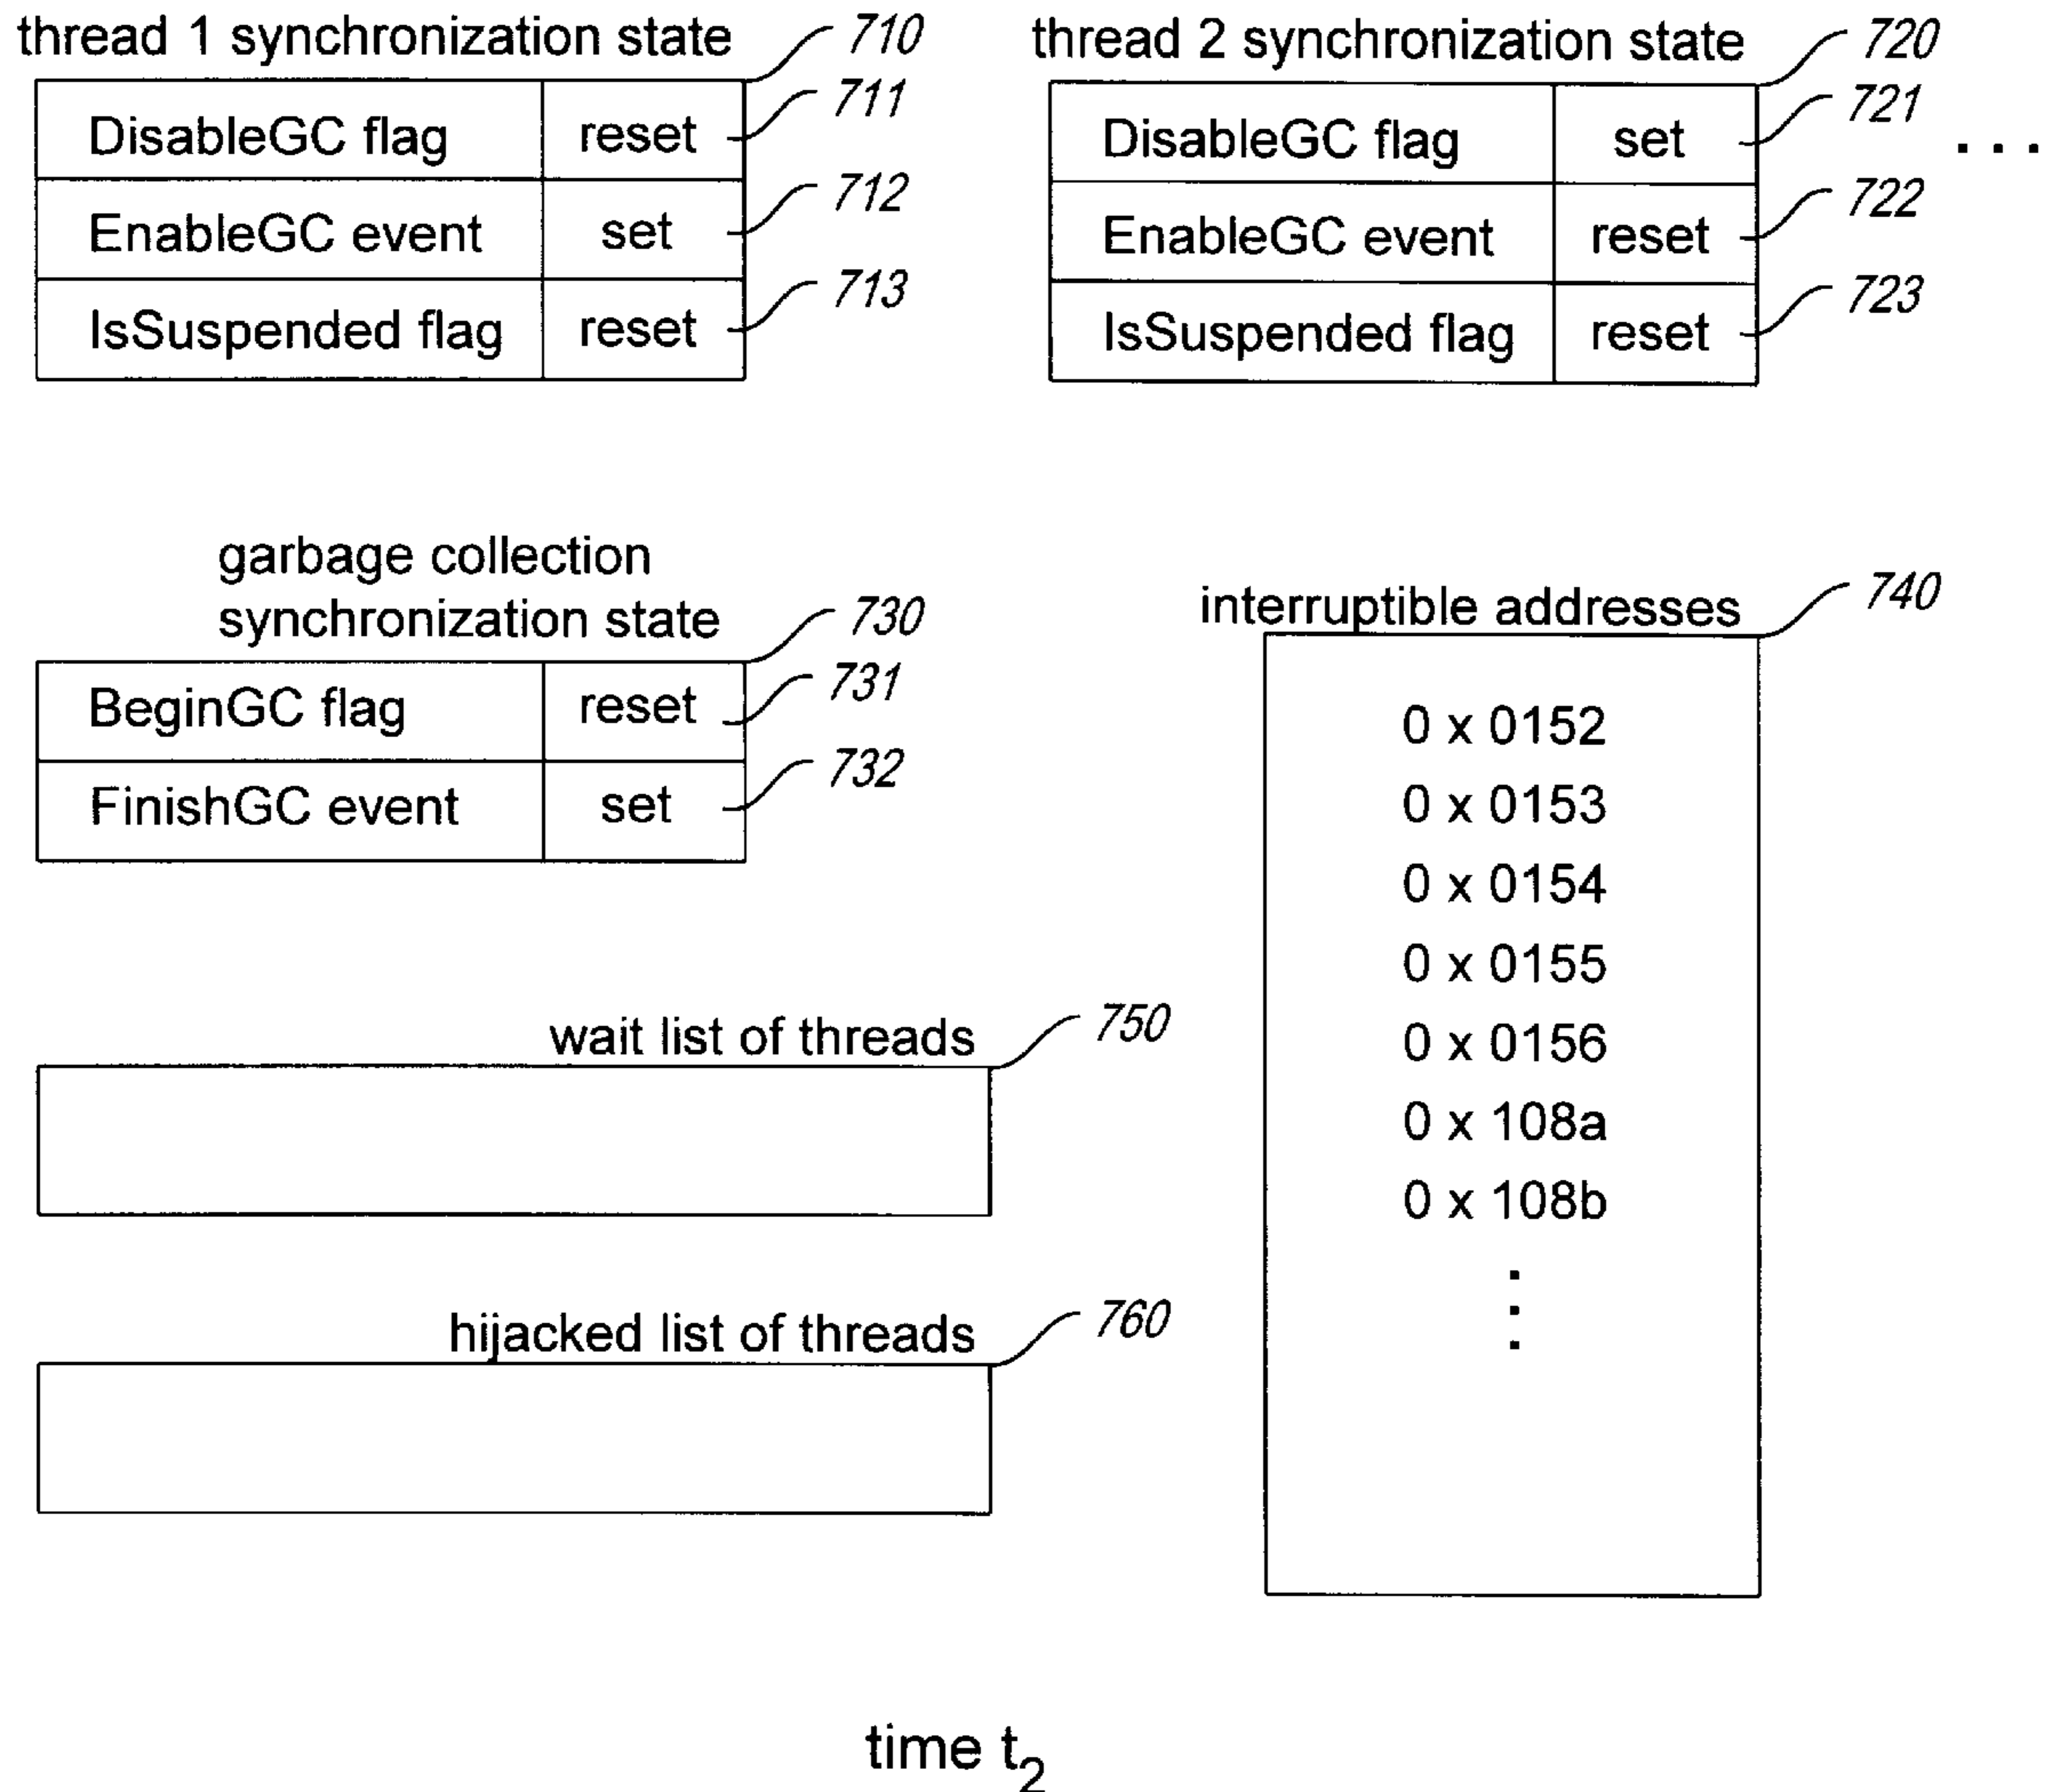 thread 1 synchronization state 710
DisableGC flag reset 711
EnableGC event set 712
IsSuspended flag reset 713
thread 2 synchronization state 720
DisableGC flag set 721
EnableGC event reset 722
IsSuspended flag reset 723
. . .
garbage collection
synchronization state 730
BeginGC flag reset 731
FinishGC event set 732
interruptible addresses 740
0 x 0152
0 x 0153
0 x 0154
0 x 0155
0 x 0156
0 x 108a
0 x 108b
.
.
.
wait list of threads 750
hijacked list of threads 760
time t2